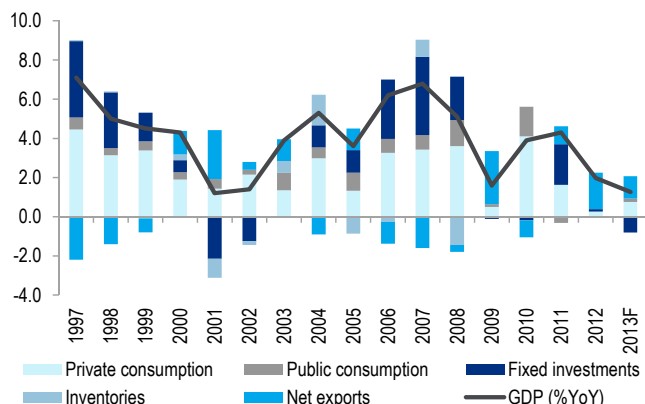 10.0
8.0
6.0
4.0
2.0
0.0
-2.0
-4.0
1997 1998 1999 2000 2001 2002 2003 2004 2005 2006 2007 2008 2009 2010 2011 2012 2013F
Private consumption Public consumption Fixed investments
Inventories Net exports GDP (%YoY)